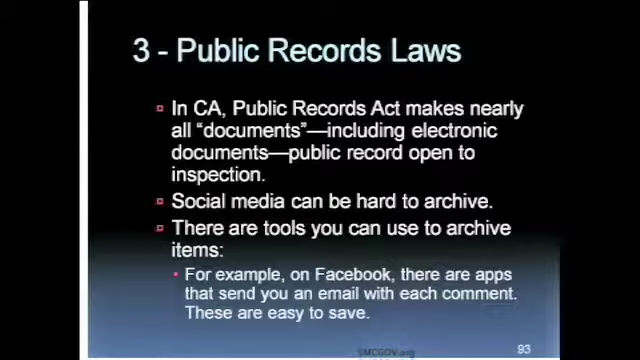 3 - Public Records Laws
In CA, Public Records Act makes nearly
all “documents”—including electronic
documents—public record open to
inspection.
Social media can be hard to archive.
There are tools you can use to archive
items:
For example, on Facebook, there are apps
that send you an email with each comment.
These are easy to save.
SMCGOV.org
93